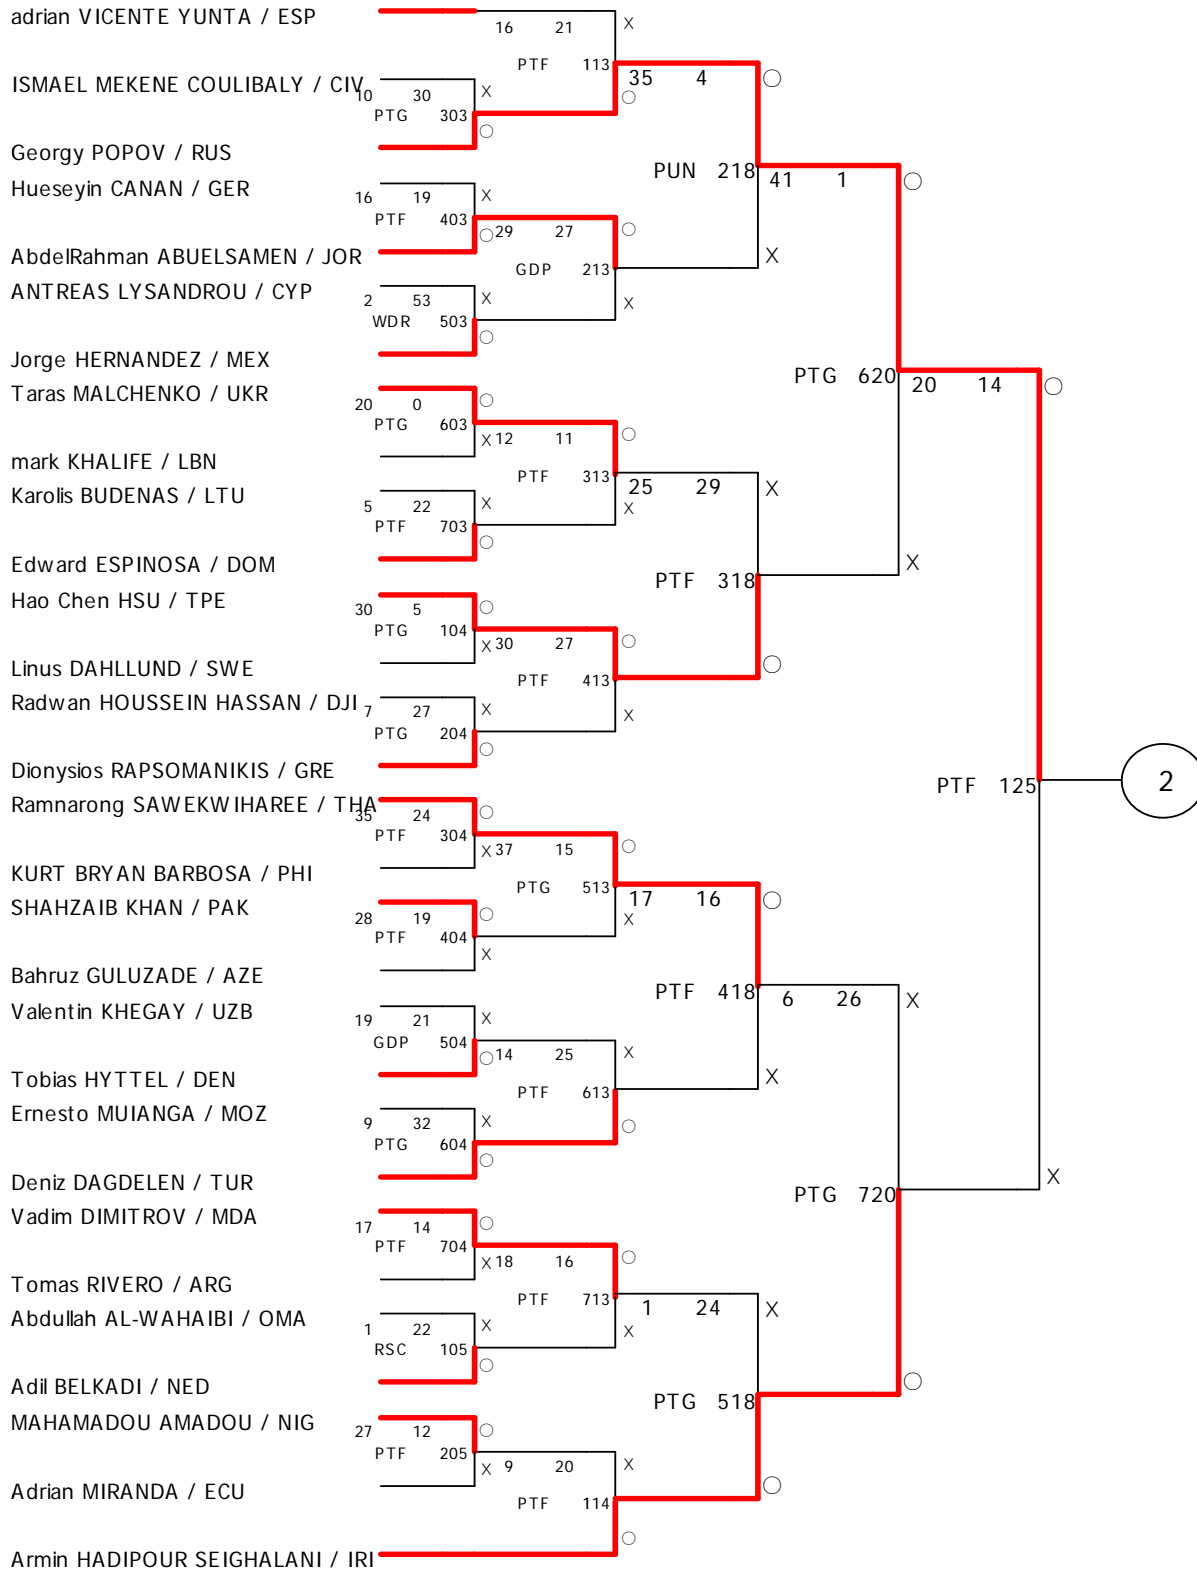 adrian VICENTE YUNTA / ESP
X
16 21
PTF 113
35 4
ISMAEL MEKENE COULIBALY / CIV
10 30
X
PTG 303
Georgy POPOV / RUS
PUN 218
41 1
Hueseyin CANAN / GER
16 19
X
PTF 403
29 27
AbdelRahman ABUELSAMEN / JOR
X
GDP 213
ANTREAS LYSANDROU / CYP
2 53
X
X
WDR 503
Jorge HERNANDEZ / MEX
PTG 620
20 14
Taras MALCHENKO / UKR
20 0
PTG 603
X
12 11
mark KHALIFE / LBN
PTF 313
25 29
X
Karolis BUDENAS / LTU
5 22
X
X
PTF 703
Edward ESPINOSA / DOM
X
PTF 318
Hao Chen HSU / TPE
30 5
PTG 104
X
30 27
Linus DAHLLUND / SWE
PTF 413
Radwan HOUSSEIN HASSAN / DJI
7 27
X
X
PTG 204
Dionysios RAPSOMANIKIS / GRE
PTF 125
2
Ramnarong SAWEKWIHAREE / THA
35 24
PTF 304
X
37 15
KURT BRYAN BARBOSA / PHI
PTG 513
17 16
SHAHZAIB KHAN / PAK
28 19
X
PTF 404
X
Bahruz GULUZADE / AZE
PTF 418
6 26
X
Valentin KHEGAY / UZB
19 21
X
GDP 504
14 25
X
Tobias HYTTEL / DEN
X
PTF 613
Ernesto MUIANGA / MOZ
9 32
X
PTG 604
Deniz DAGDELEN / TUR
X
PTG 720
Vadim DIMITROV / MDA
17 14
PTF 704
X
18 16
Tomas RIVERO / ARG
PTF 713
1 24
X
Abdullah AL-WAHAIBI / OMA
1 22
X
X
RSC 105
Adil BELKADI / NED
PTG 518
MAHAMADOU AMADOU / NIG
27 12
PTF 205
X
9 20
X
Adrian MIRANDA / ECU
PTF 114
Armin HADIPOUR SEIGHALANI / IRI